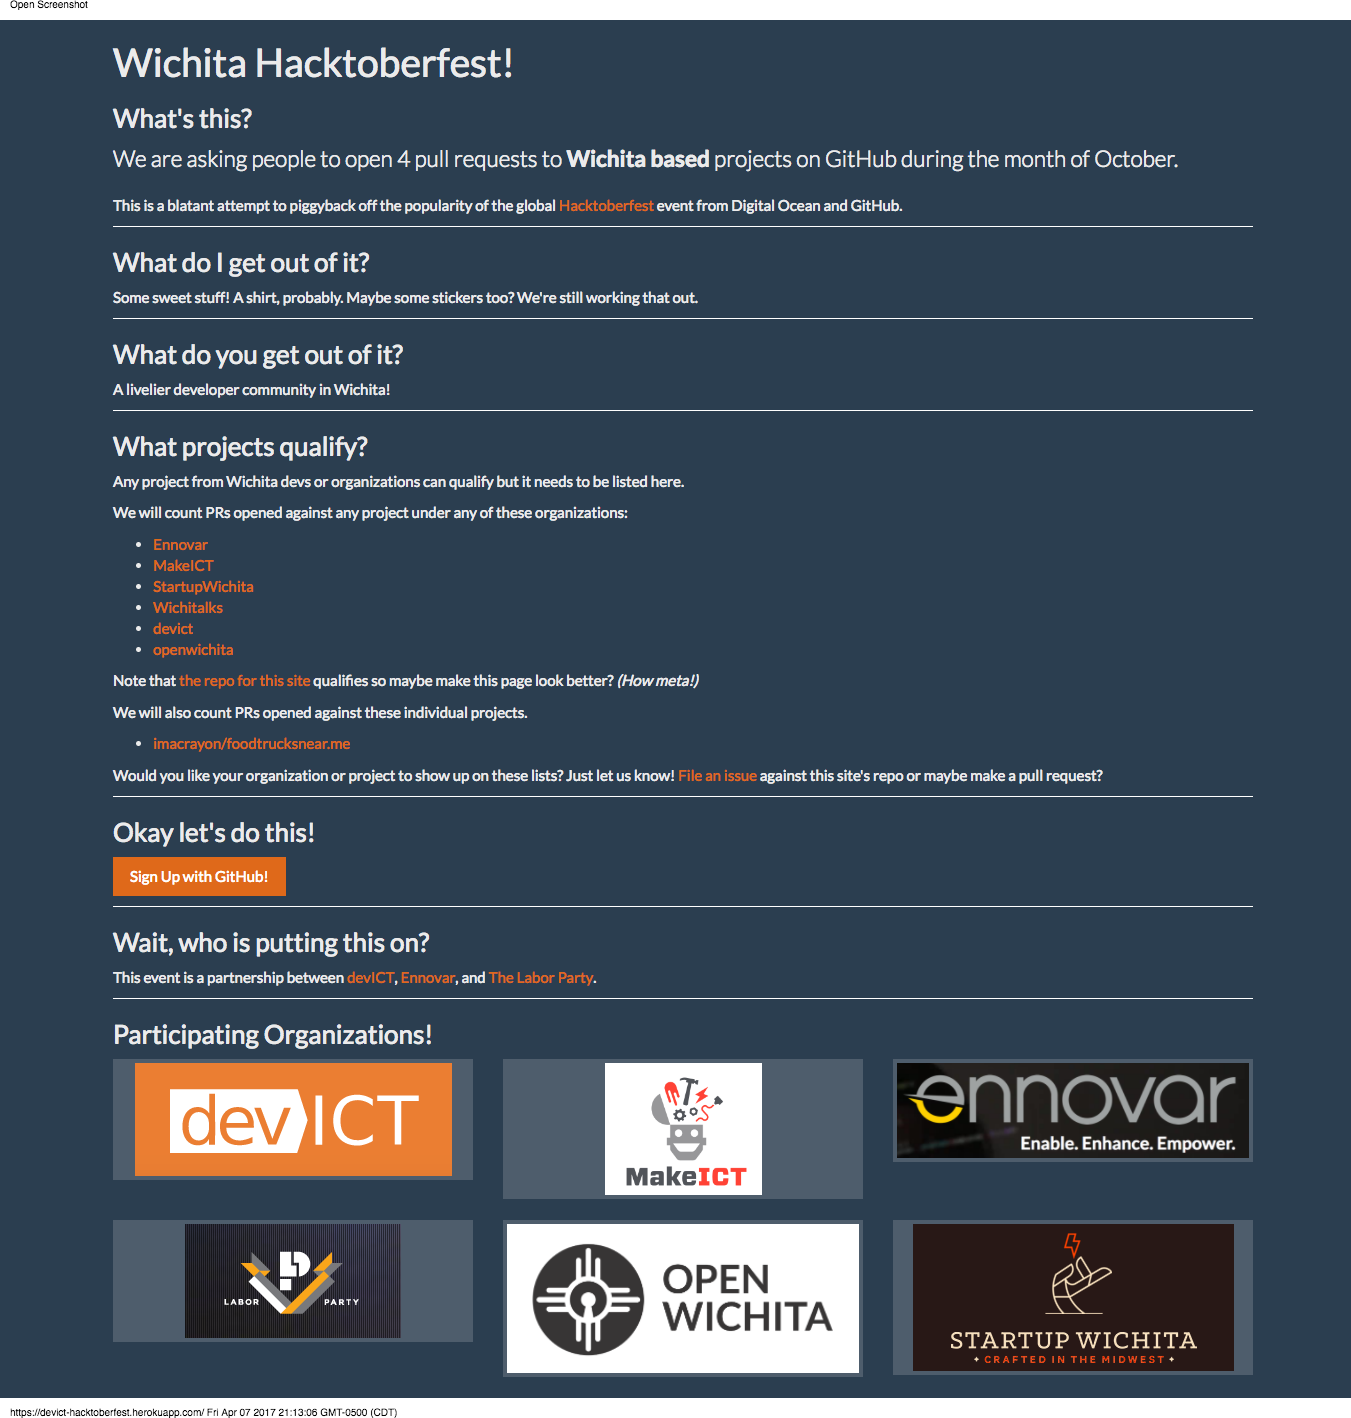 Open Screenshot
Wichita Hacktoberfest!
What's this?
We are asking people to open 4 pull requests to Wichita based projects on GitHub during the month of October.
This is a blatant attempt to piggyback off the popularity of the global Hacktoberfest event from Digital Ocean and GitHub.
What do I get out of it?
Some sweet stuff! A shirt, probably. Maybe some stickers too? We're still working that out.
What do you get out of it?
A livelier developer community in Wichita!
What projects qualify?
Any project from Wichita devs or organizations can qualify but it needs to be listed here.
We will count PRs opened against any project under any of these organizations:
• Ennovar
• MakeICT
• StartupWichita
• Wichitalks
• devict
• openwichita
Note that the repo for this site qualifies so maybe make this page look better? (How meta!)
We will also count PRs opened against these individual projects.
• imacrayon/foodtrucksnear.me
Would you like your organization or project to show up on these lists? Just let us know! File an issue against this site's repo or maybe make a pull request?
Okay let's do this!
Sign Up with GitHub!
Wait, who is putting this on?
This event is a partnership between devICT, Ennovar, and The Labor Party.
Participating Organizations!
devICT
MakeICT
ennovar
Enable. Enhance. Empower.
LP
LABOR PARTY
OPEN
WICHITA
STARTUP WICHITA
CRAFTED IN THE MIDWEST
https://devict-hacktoberfest.herokuapp.com/ Fri Apr 07 2017 21:13:06 GMT-0500 (CDT)